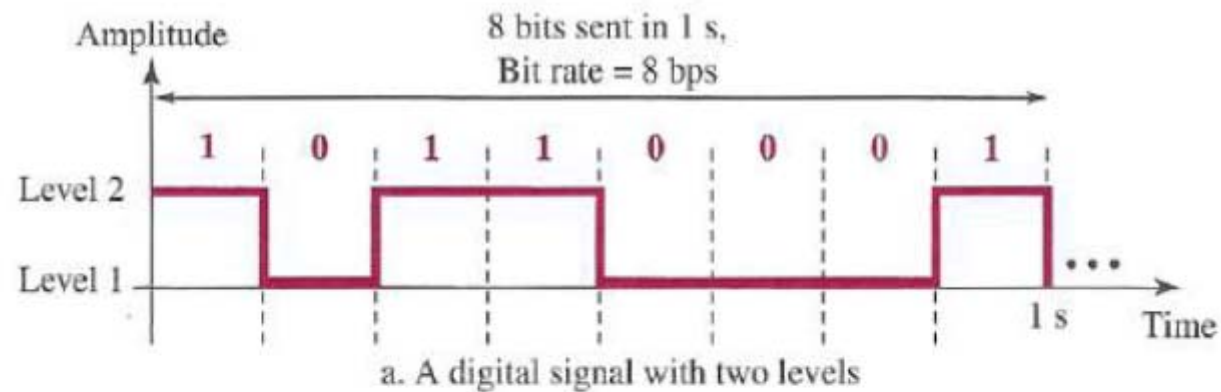 8 bits sent in 1 s,
Amplitude
Bit rate = 8 bps
1 0 1 1 0 0 0 1
Level 2
Level 1
...
1 s
Time
a. A digital signal with two levels